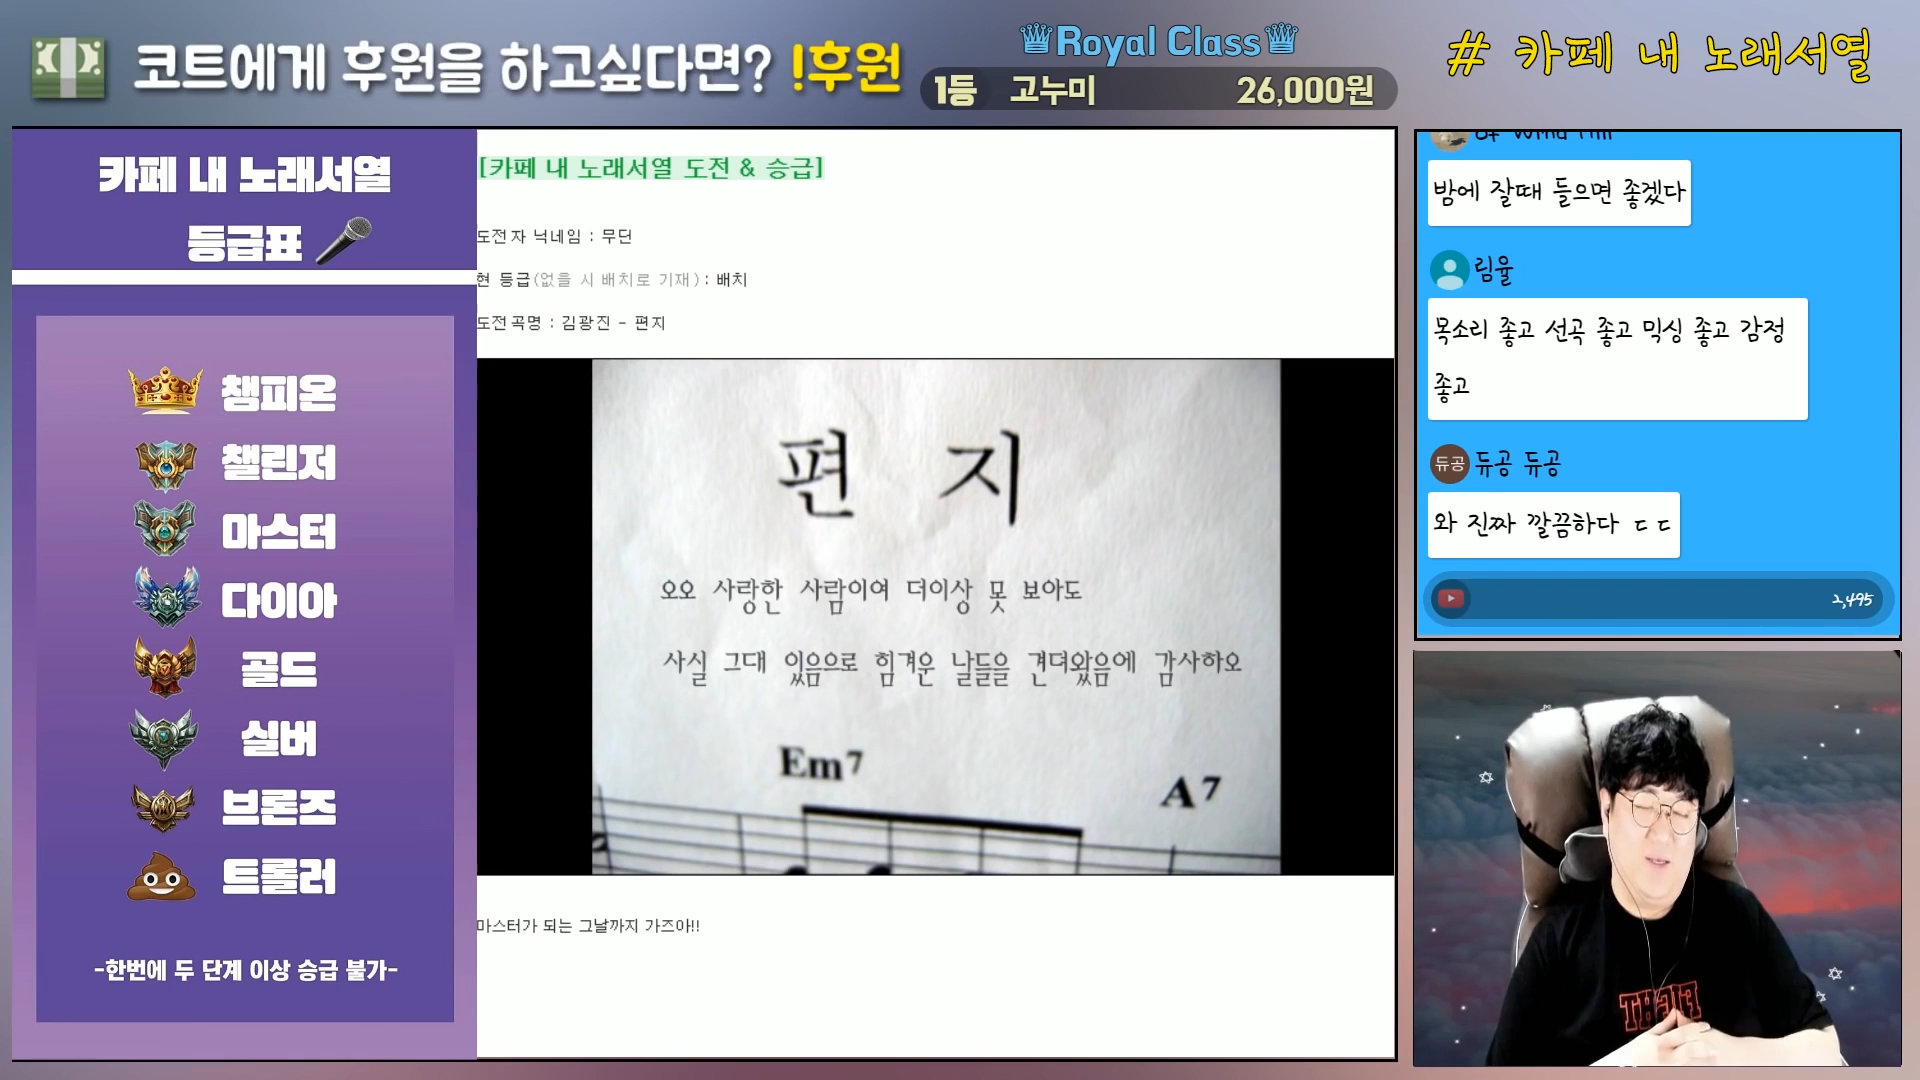 코트에게 후원을 하고싶다면? !후원
Royal Class
1등 고누미 26,000원
# 카페 내 노래서열
카페 내 노래서열
등급표
챔피온
챌린저
마스터
다이아
골드
실버
브론즈
트롤러
-한번에 두 단계 이상 승급 불가-
[카페 내 노래서열 도전 & 승급]
도전자 닉네임 : 무딘
현 등급(없을 시 배치로 기재) : 배치
도전곡명 : 김광진 - 편지
편 지
오오 사랑한 사람이여 더이상 못 보아도
사실 그대 있음으로 힘겨운 날들을 견뎌왔음에 감사하오
Em7
A7
마스터가 되는 그날까지 가즈아!!
밤에 잘때 들으면 좋겠다
림율
목소리 좋고 선곡 좋고 믹싱 좋고 감정
좋고
듀공 듀공 듀공
와 진짜 깔끔하다 ㄷㄷ
2,495